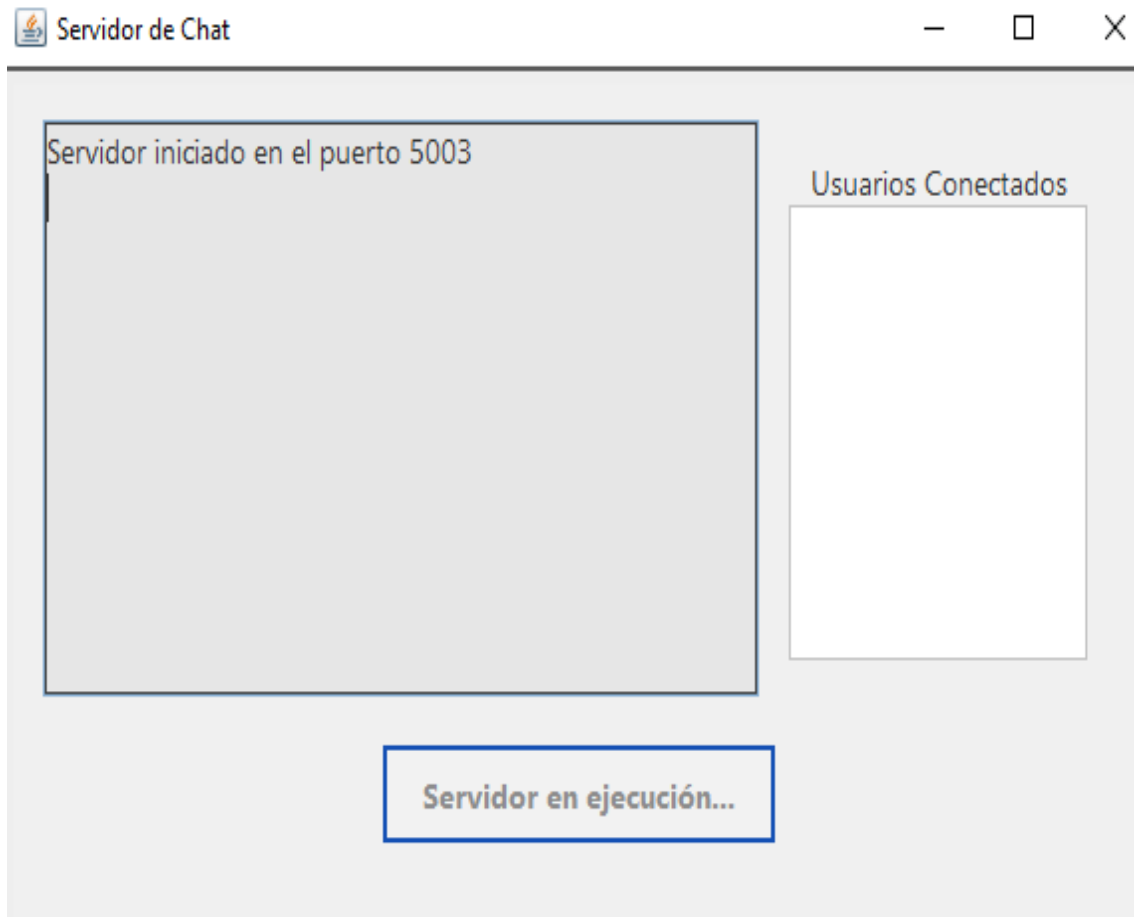 Servidor de Chat
Servidor iniciado en el puerto 5003
Usuarios Conectados
Servidor en ejecución...